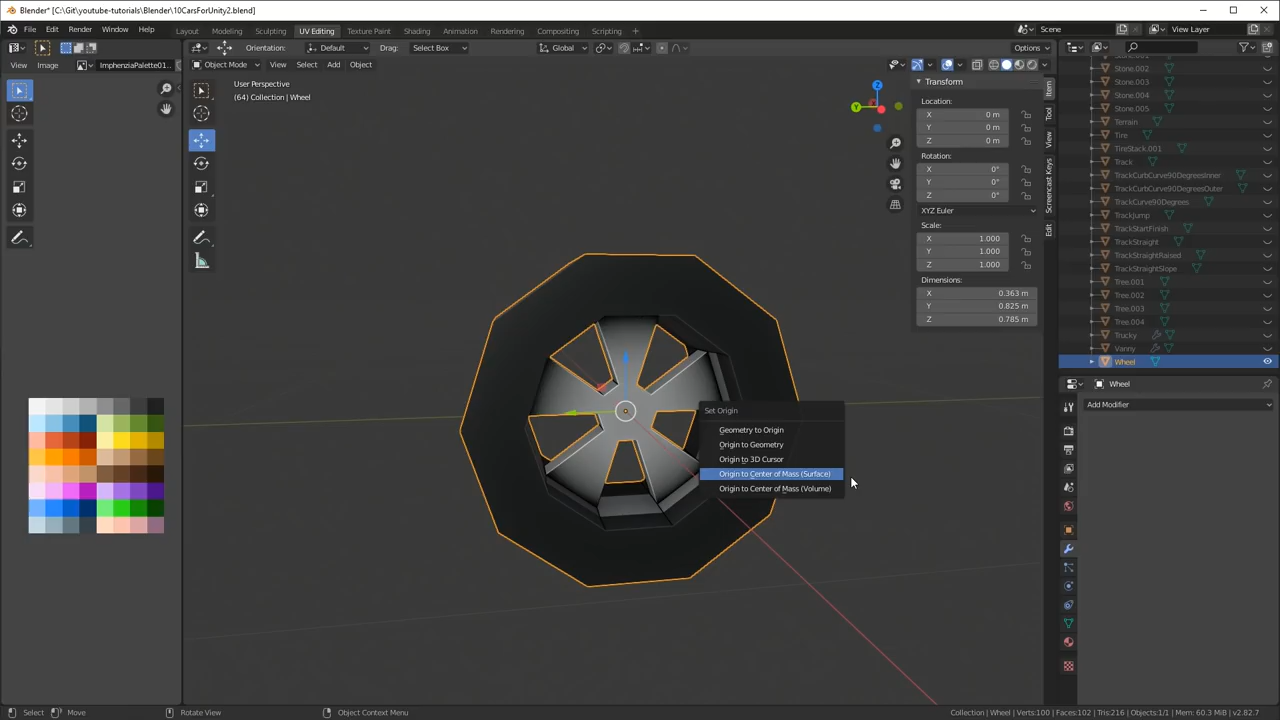 Blender* [C:\Git\youtube-tutorials\Blender\10CarsForUnity2.blend]
File Edit Render Window Help Layout Modeling Sculpting UV Editing Texture Paint Shading Animation Rendering Compositing Scripting Scene View Layer
Orientation: Default Drag: Select Box Global Options
View Image ImphenziaPalette01... Object Mode View Select Add Object
User Perspective
(64) Collection | Wheel
Transform
Location:
X 0 m
Y 0 m
Z 0 m
Rotation:
X 0°
Y 0°
Z 0°
XYZ Euler
Scale:
X 1.000
Y 1.000
Z 1.000
Dimensions:
X 0.363 m
Y 0.825 m
Z 0.785 m
Item
Tool
View
Screencast Keys
Edit
Z
Y
Stone.002
Stone.003
Stone.004
Stone.005
Terrain
Tire
TireStack.001
Track
TrackCurbCurve90DegreesInner
TrackCurbCurve90DegreesOuter
TrackCurve90Degrees
TrackJump
TrackStartFinish
TrackStraight
TrackStraightRaised
TrackStraightSlope
Tree.001
Tree.002
Tree.003
Tree.004
Trucky
Vanny
Wheel
Wheel
Add Modifier
Set Origin
Geometry to Origin
Origin to Geometry
Origin to 3D Cursor
Origin to Center of Mass (Surface)
Origin to Center of Mass (Volume)
Select Move Rotate View Object Context Menu Collection | Wheel | Verts:100 | Faces:102 | Tris:216 | Objects:1/1 | Mem: 60.3 MiB | v2.82.7